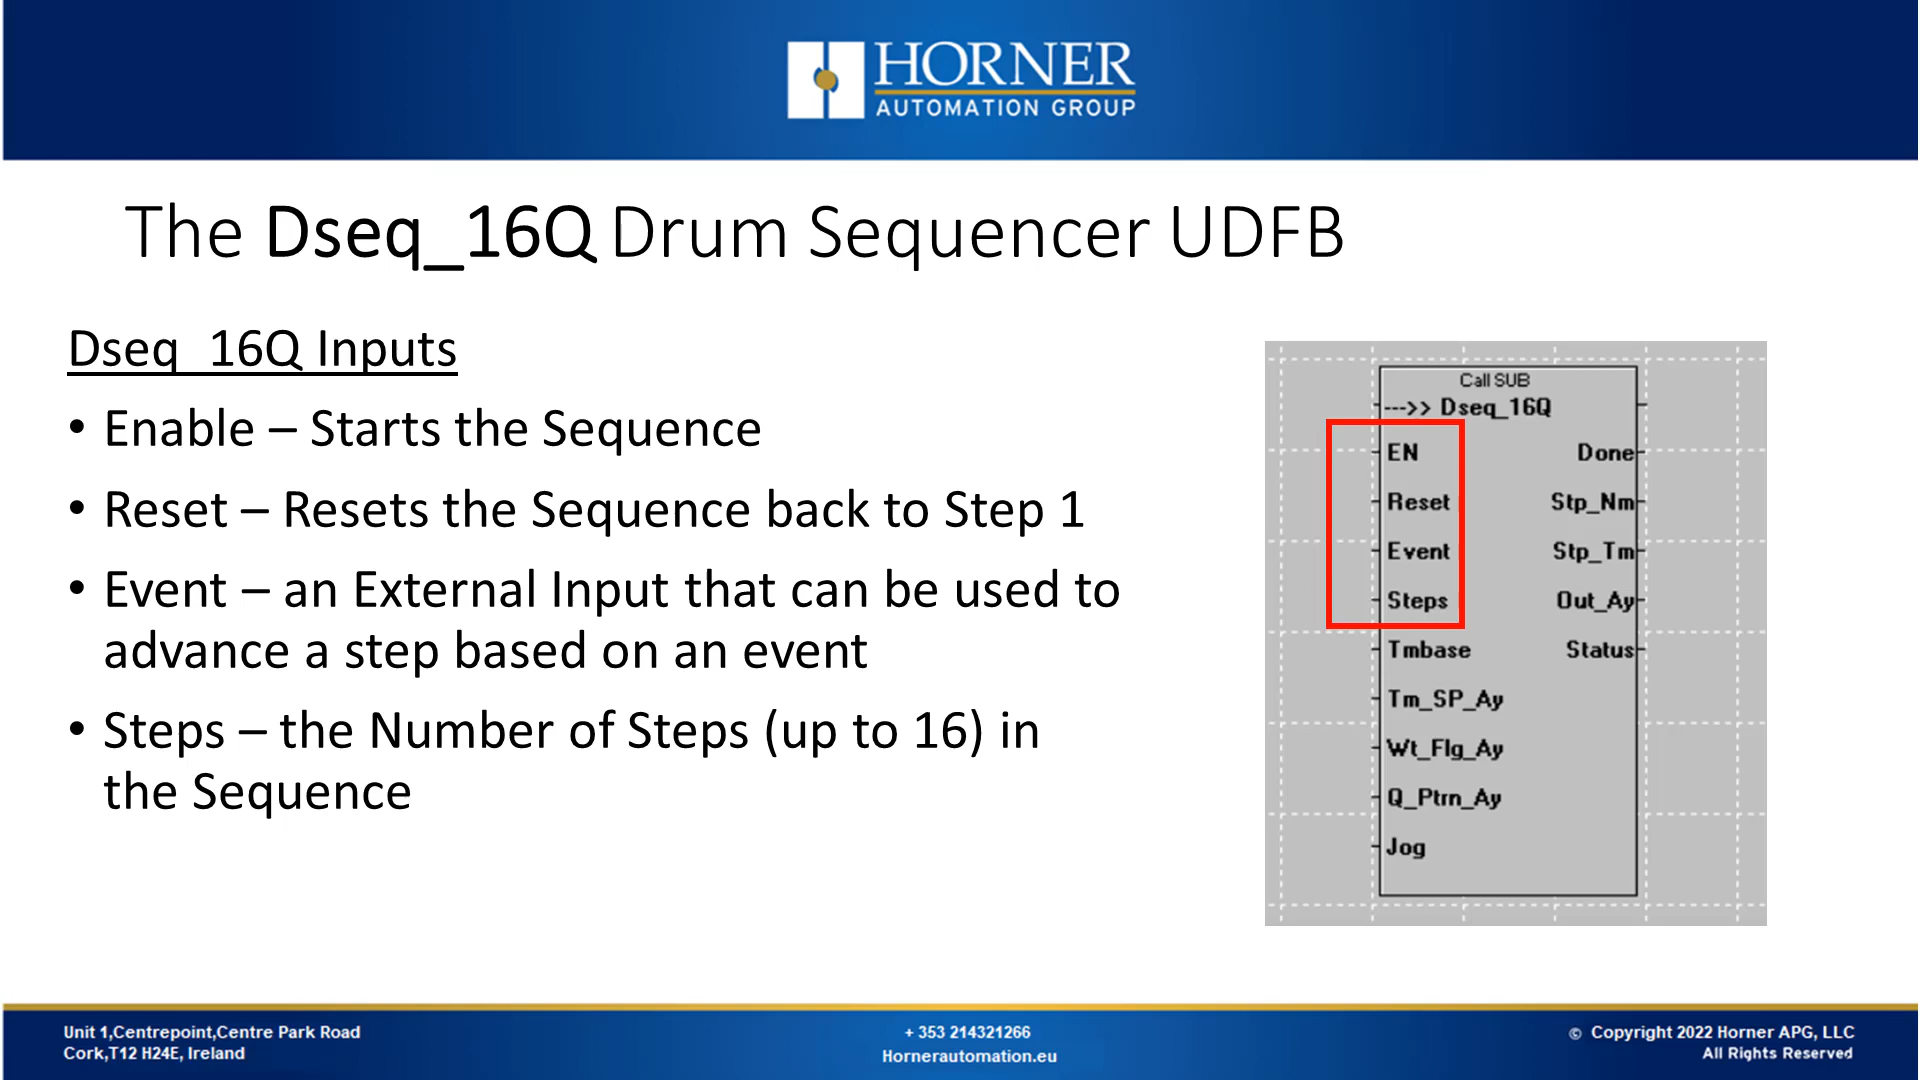 HORNER
AUTOMATION GROUP
The Dseq_16Q Drum Sequencer UDFB
Dseq_16Q Inputs
• Enable – Starts the Sequence
• Reset – Resets the Sequence back to Step 1
• Event – an External Input that can be used to
advance a step based on an event
• Steps – the Number of Steps (up to 16) in
the Sequence
Call SUB
--->> Dseq_16Q
EN Done
Reset Stp_Nm
Event Stp_Tm
Steps Out_Ay
Tmbase Status
Tm_SP_Ay
Wt_Flg_Ay
Q_Ptrn_Ay
Jog
Unit 1,Centrepoint,Centre Park Road
Cork,T12 H24E, Ireland
+ 353 214321266
Hornerautomation.eu
© Copyright 2022 Horner APG, LLC
All Rights Reserved